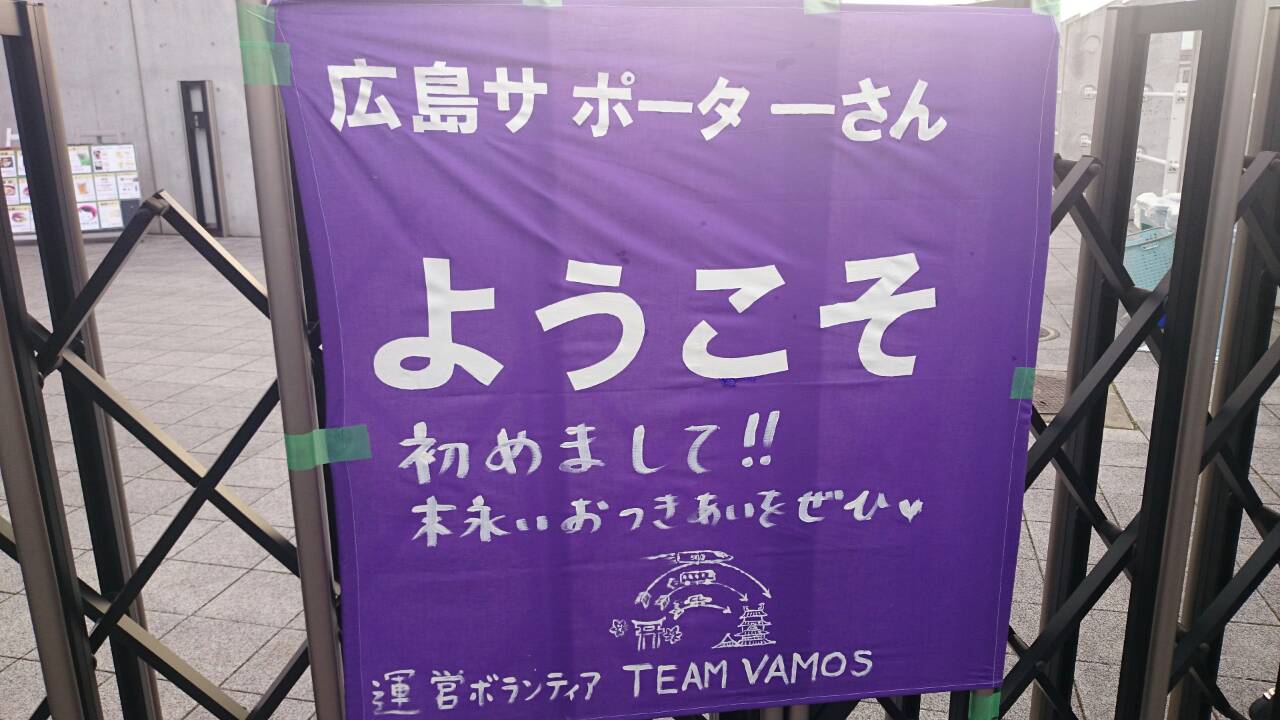 広島サポーターさん
ようこそ
初めまして!!
末永いおつきあいをぜひ♥
運営ボランティア TEAM VAMOS